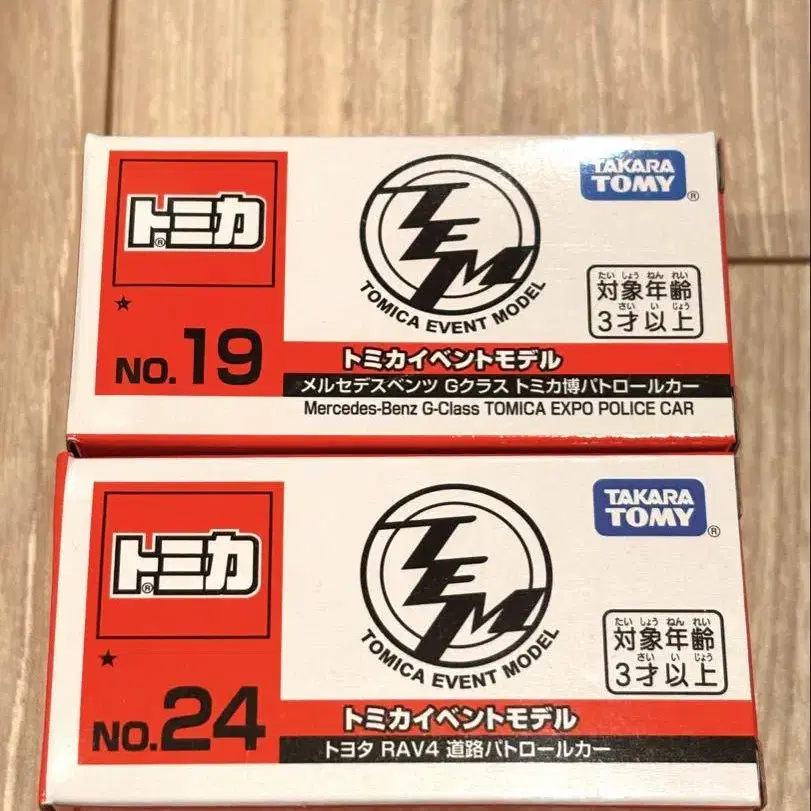 TAKARA
TOMY®
トミカ®
TEM
TOMICA EVENT MODEL
たいしょうねんれい
対象年齢
さいいじょう
3才以上
★
NO.19
トミカイベントモデル
メルセデスベンツ Gクラス トミカ博パトロールカー
Mercedes-Benz G-Class TOMICA EXPO POLICE CAR
TAKARA
TOMY®
トミカ®
TEM
TOMICA EVENT MODEL
たいしょうねんれい
対象年齢
さいいじょう
3才以上
★
NO.24
トミカイベントモデル
トヨタ RAV4 道路パトロールカー